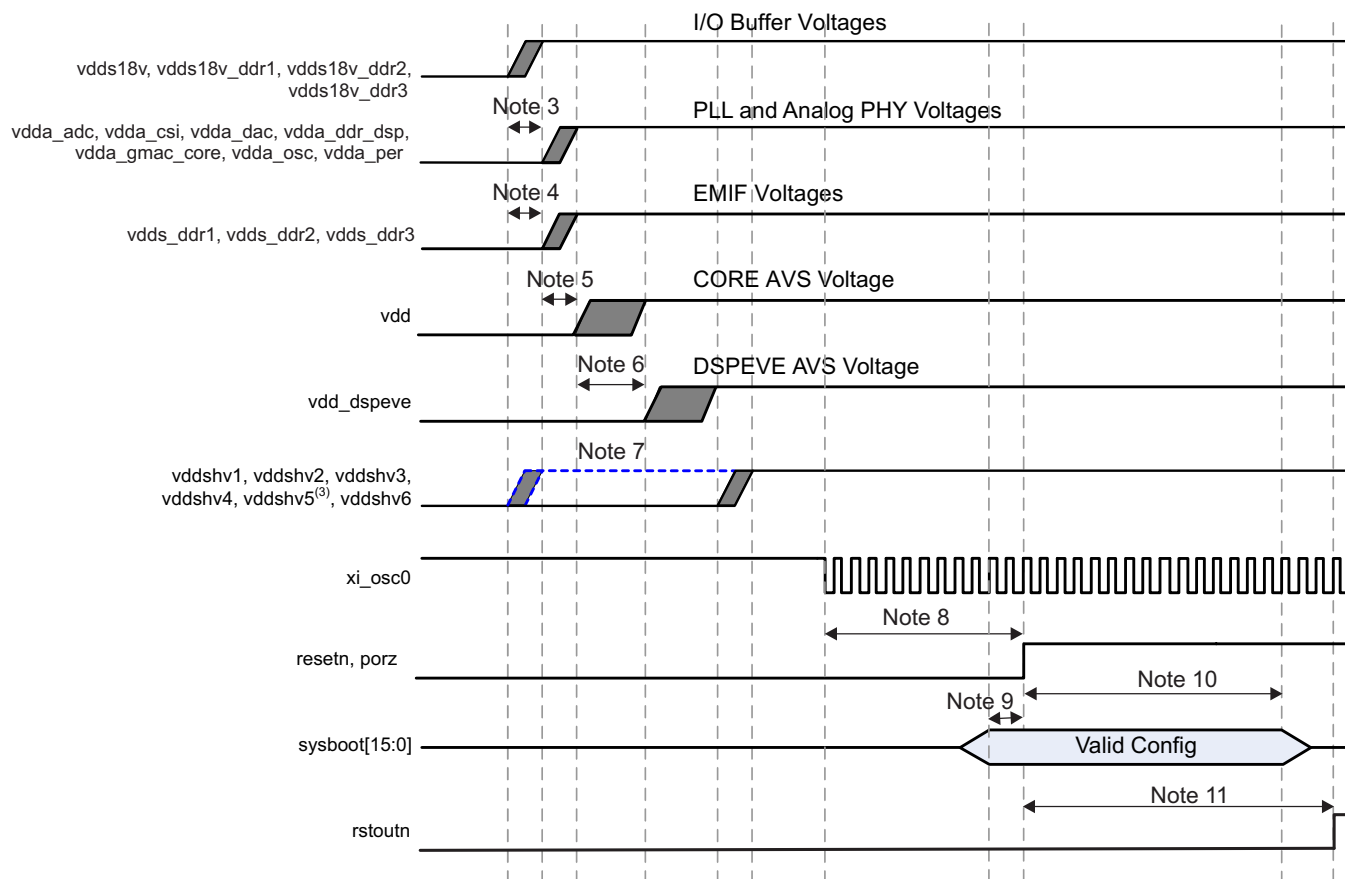 I/O Buffer Voltages
vdds18v, vdds18v_ddr1, vdds18v_ddr2,
vdds18v_ddr3
Note 3
PLL and Analog PHY Voltages
vdda_adc, vdda_csi, vdda_dac, vdda_ddr_dsp,
vdda_gmac_core, vdda_osc, vdda_per
Note 4
EMIF Voltages
vdds_ddr1, vdds_ddr2, vdds_ddr3
Note 5
CORE AVS Voltage
vdd
Note 6
DSPEVE AVS Voltage
vdd_dspeve
Note 7
vddshv1, vddshv2, vddshv3,
vddshv4, vddshv5(3), vddshv6
xi_osc0
Note 8
resetn, porz
Note 10
Note 9
sysboot[15:0]
Valid Config
Note 11
rstoutn